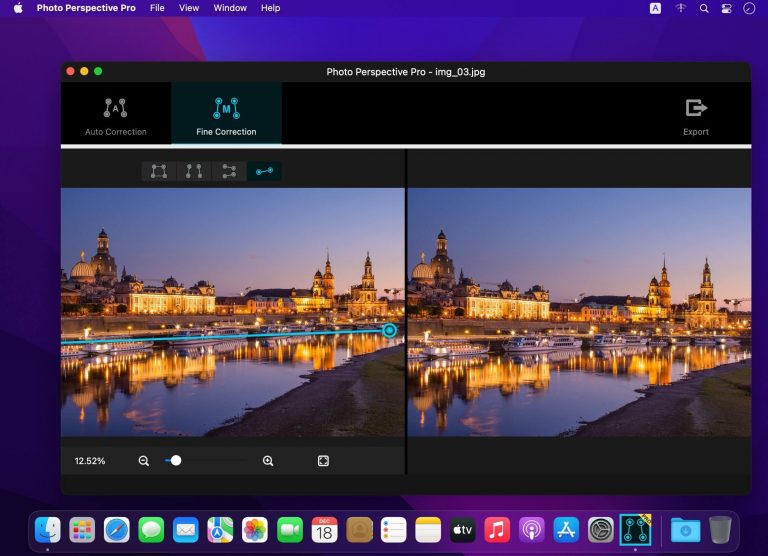 Photo Perspective Pro File View Window Help A
Photo Perspective Pro - img_03.jpg
A M
Auto Correction Fine Correction Export
12.52%
DEC
18
tv